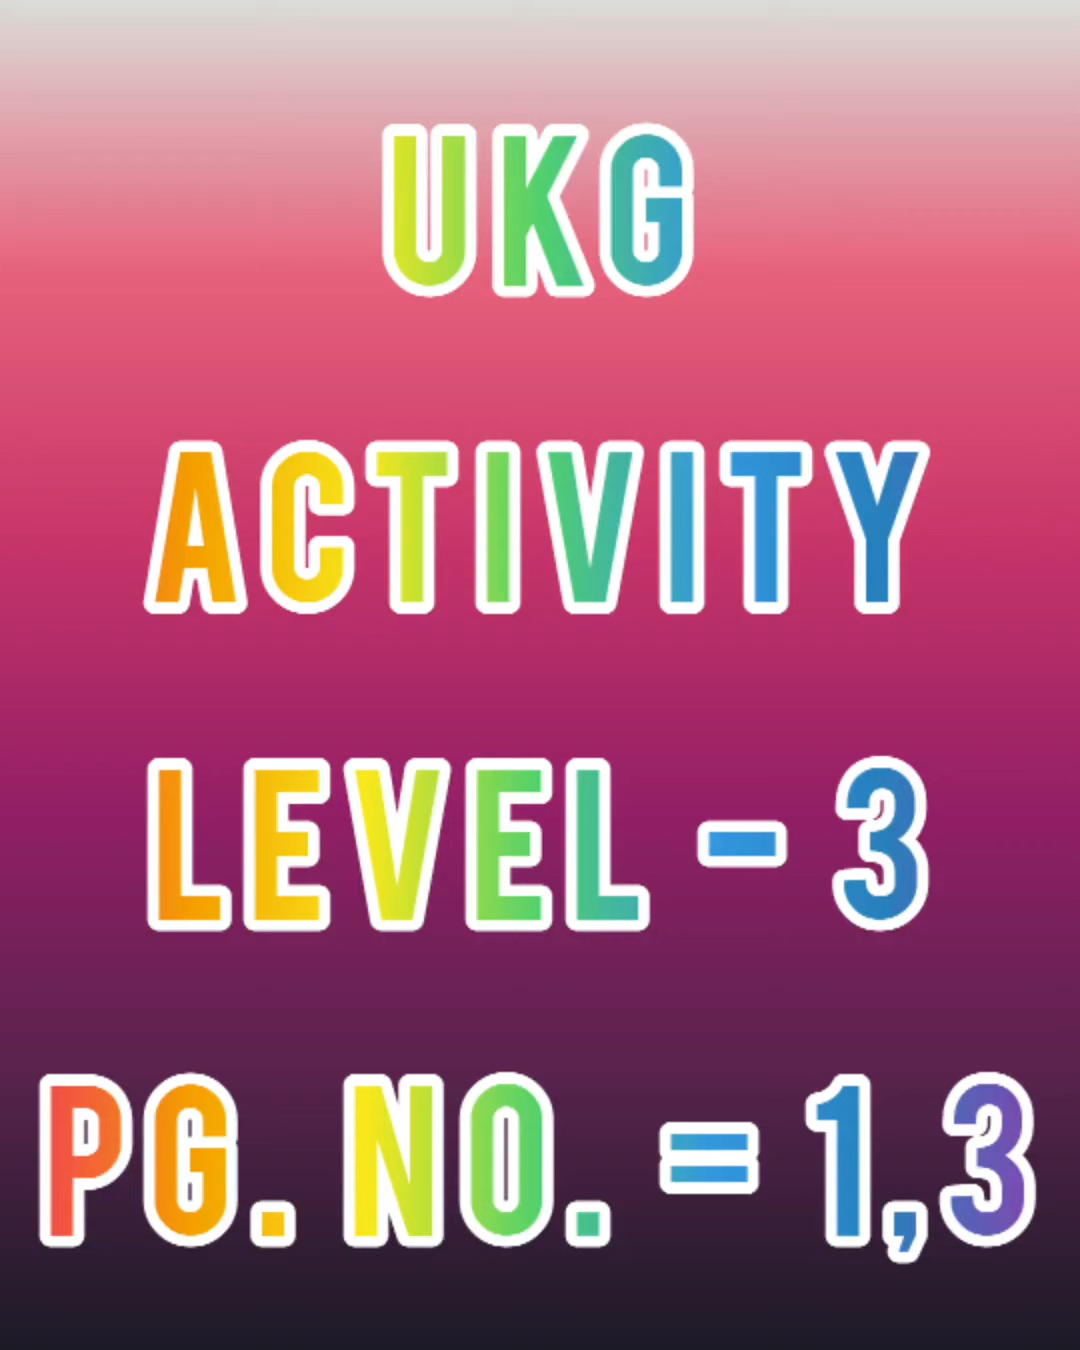 UKG
ACTIVITY
LEVEL - 3
PG. NO. = 1,3